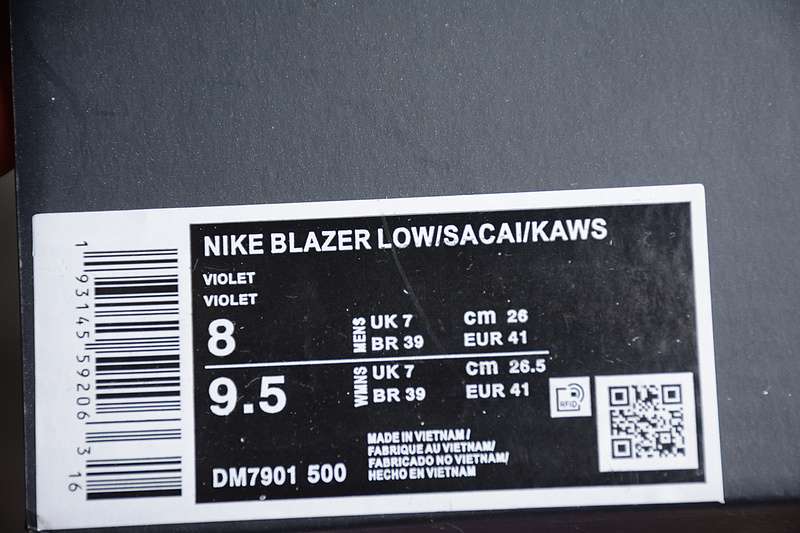 NIKE BLAZER LOW/SACAI/KAWS
VIOLET
VIOLET
8 MENS UK 7 cm 26
BR 39 EUR 41
9.5 WMNS UK 7 cm 26.5
BR 39 EUR 41
RFID
DM7901 500
MADE IN VIETNAM /
FABRIQUE AU VIETNAM/
FABRICADO NO VIETNAM/
HECHO EN VIETNAM
1 93145 59206 3 16